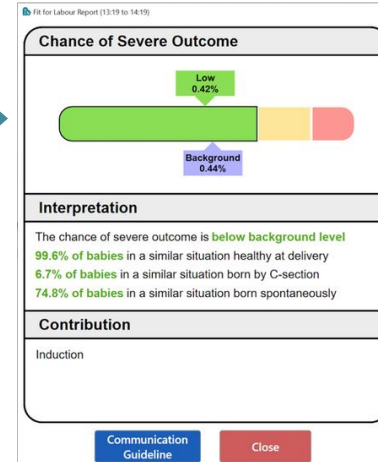 Fit for Labour Report (13:19 to 14:19)
Chance of Severe Outcome
Low
0.42%
Background
0.44%
Interpretation
The chance of severe outcome is below background level
99.6% of babies in a similar situation healthy at delivery
6.7% of babies in a similar situation born by C-section
74.8% of babies in a similar situation born spontaneously
Contribution
Induction
Communication
Guideline
Close